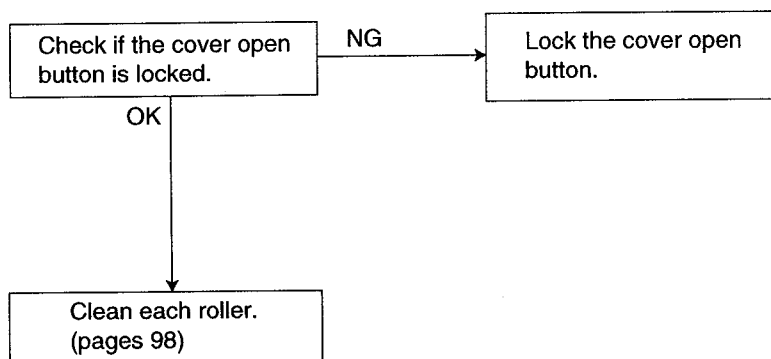 Check if the cover open
button is locked.
NG
Lock the cover open
button.
OK
Clean each roller.
(pages 98)